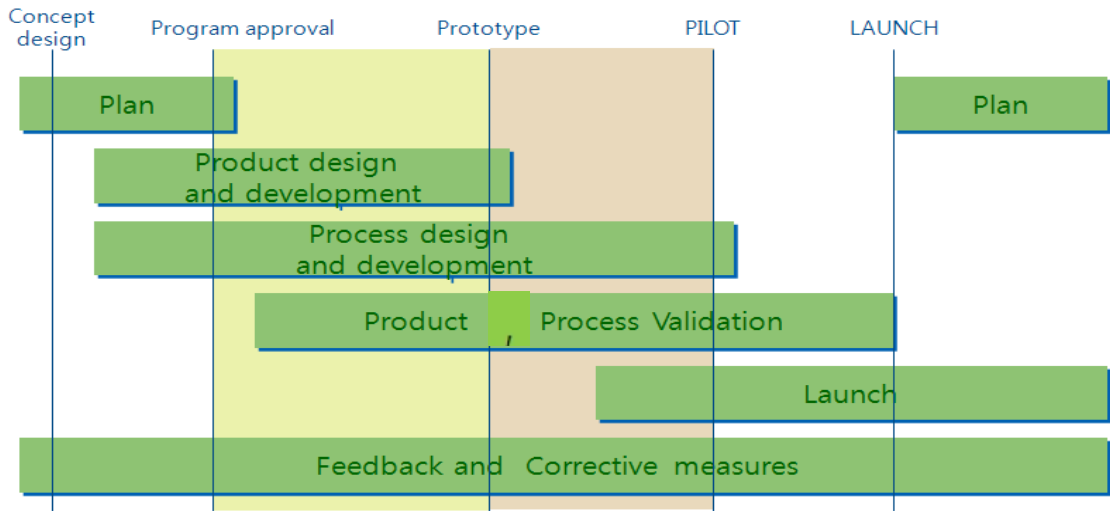 Concept
design
Program approval
Prototype
PILOT
LAUNCH
Plan
Plan
Product design
and development
Process design
and development
Product , Process Validation
Launch
Feedback and Corrective measures